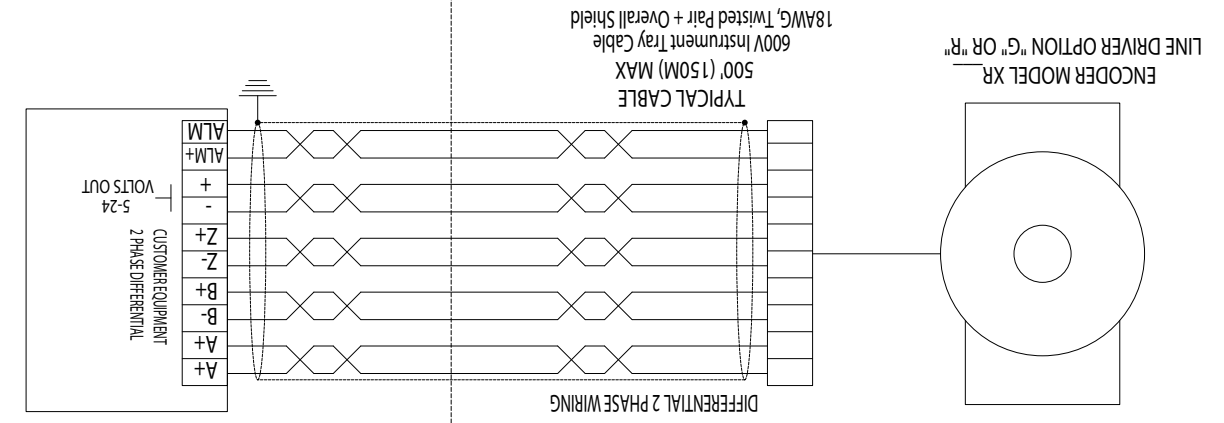 DIFFERENTIAL 2 PHASE WIRING
A+
A+
B-
B+
Z-
Z+
-
+
ALM+
ALM
CUSTOMER EQUIPMENT
2 PHASE DIFFERENTIAL
5-24
VOLTS OUT
ENCODER MODEL XR___
LINE DRIVER OPTION "G" OR "R"
TYPICAL CABLE
500' (150M) MAX
600V Instrument Tray Cable
18AWG, Twisted Pair + Overall Shield